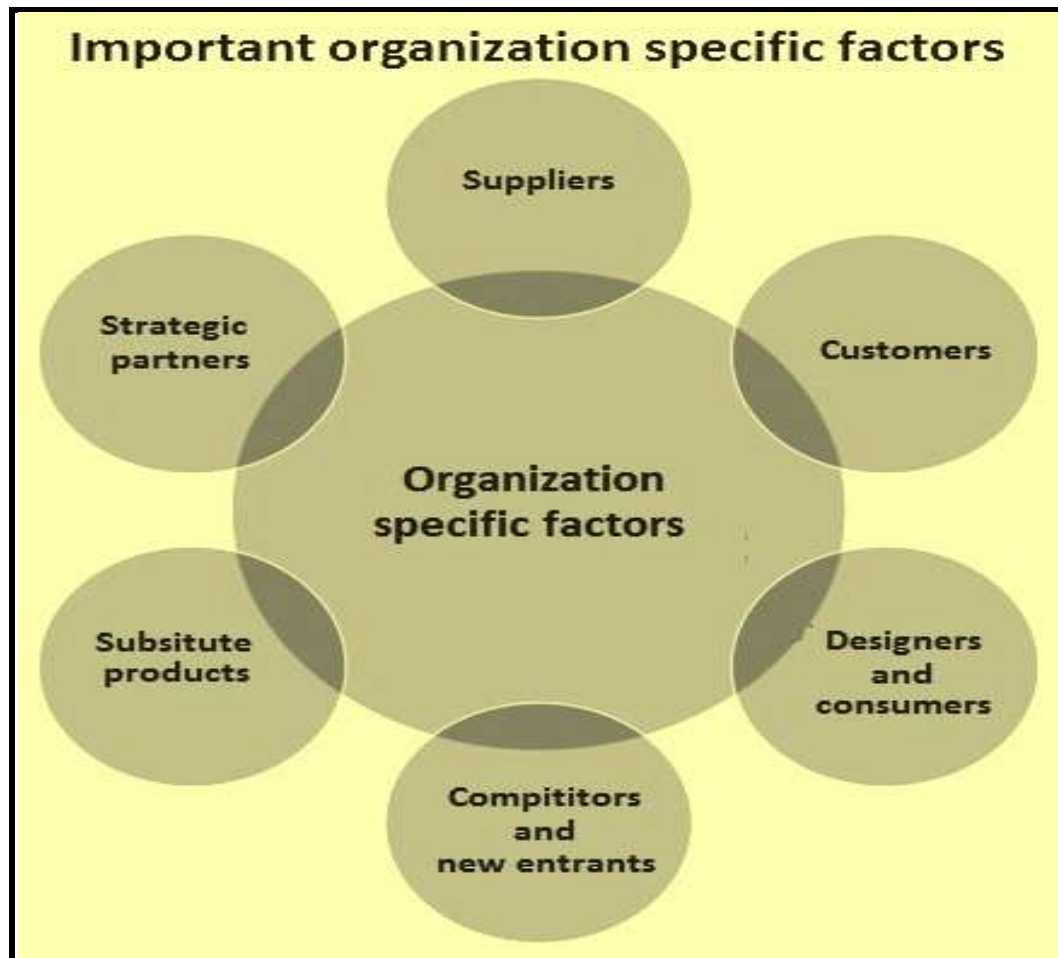 Important organization specific factors
Suppliers
Strategic
partners
Customers
Organization
specific factors
Subsitute
products
Designers
and
consumers
Compititors
and
new entrants